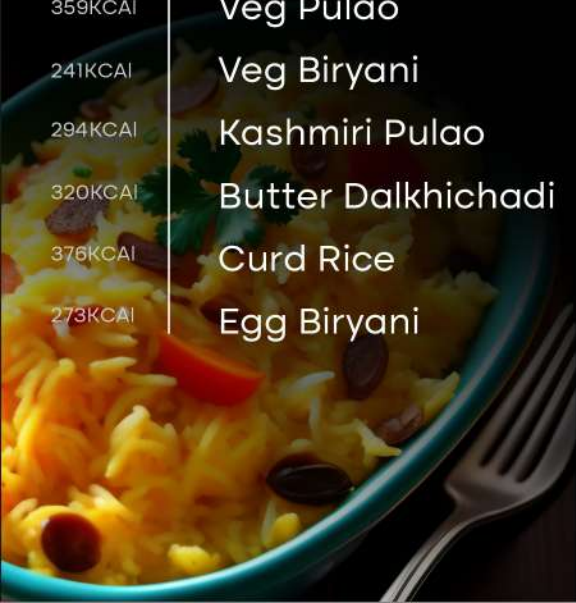 359KCAl Veg Pulao
241KCAl Veg Biryani
294KCAl Kashmiri Pulao
320KCAl Butter Dalkhichadi
376KCAl Curd Rice
273KCAl Egg Biryani